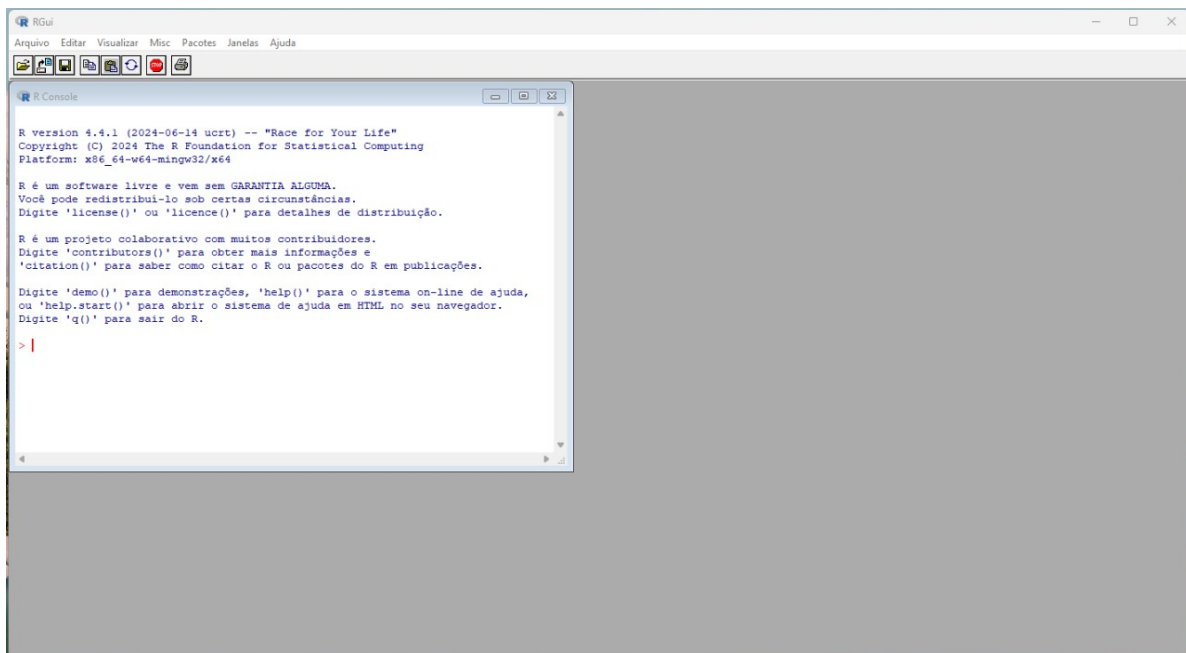 RGui
Arquivo Editar Visualizar Misc Pacotes Janelas Ajuda
STOP
R Console
R version 4.4.1 (2024-06-14 ucrt) -- "Race for Your Life"
Copyright (C) 2024 The R Foundation for Statistical Computing
Platform: x86_64-w64-mingw32/x64
R é um software livre e vem sem GARANTIA ALGUMA.
Você pode redistribuí-lo sob certas circunstâncias.
Digite 'license()' ou 'licence()' para detalhes de distribuição.
R é um projeto colaborativo com muitos contribuidores.
Digite 'contributors()' para obter mais informações e
'citation()' para saber como citar o R ou pacotes do R em publicações.
Digite 'demo()' para demonstrações, 'help()' para o sistema on-line de ajuda,
ou 'help.start()' para abrir o sistema de ajuda em HTML no seu navegador.
Digite 'q()' para sair do R.
>